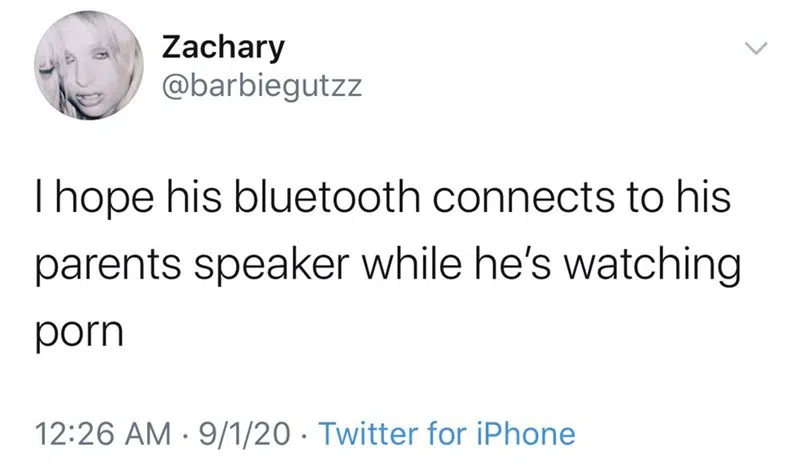 Zachary
@barbiegutzz
I hope his bluetooth connects to his
parents speaker while he's watching
porn
12:26 AM · 9/1/20 · Twitter for iPhone